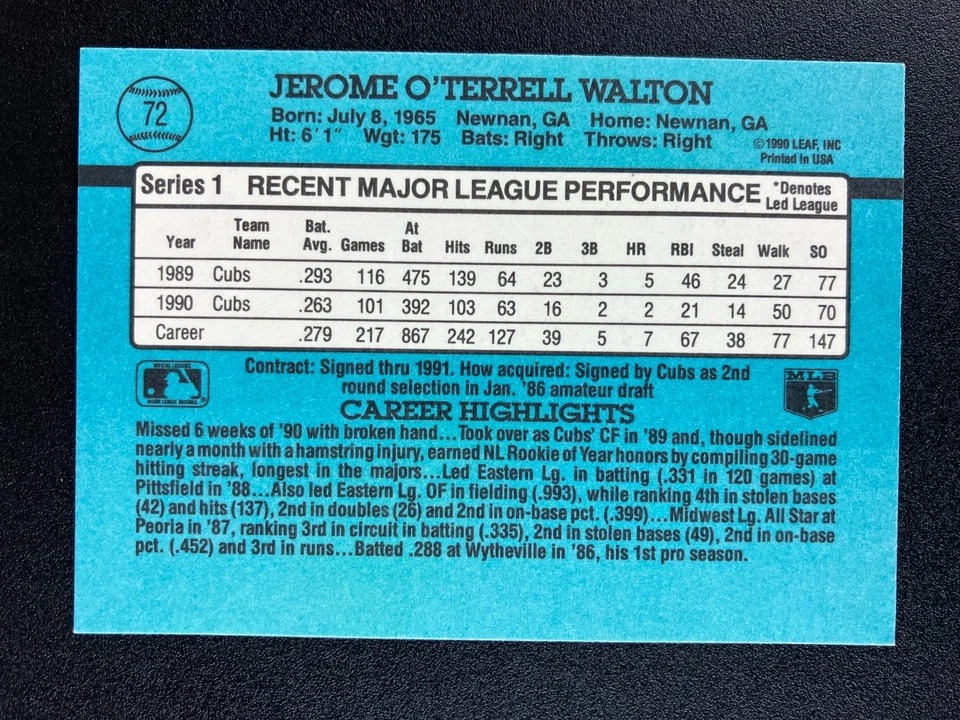 72
JEROME O'TERRELL WALTON
Born: July 8, 1965 Newnan, GA Home: Newnan, GA
Ht: 6'1" Wgt: 175 Bats: Right Throws: Right
©1990 LEAF, INC
Printed in USA
Series 1 RECENT MAJOR LEAGUE PERFORMANCE *Denotes Led League
Year Team Name Bat. Avg. Games At Bat Hits Runs 2B 3B HR RBI Steal Walk SO
1989 Cubs .293 116 475 139 64 23 3 5 46 24 27 77
1990 Cubs .263 101 392 103 63 16 2 2 21 14 50 70
Career .279 217 867 242 127 39 5 7 67 38 77 147
OFFICIAL LICENSEE
MAJOR LEAGUE BASEBALL
®
Contract: Signed thru 1991. How acquired: Signed by Cubs as 2nd
round selection in Jan. '86 amateur draft
MLB
CAREER HIGHLIGHTS
Missed 6 weeks of '90 with broken hand...Took over as Cubs' CF in '89 and, though sidelined
nearly a month with a hamstring injury, earned NL Rookie of Year honors by compiling 30-game
hitting streak, longest in the majors...Led Eastern Lg. in batting (.331 in 120 games) at
Pittsfield in '88...Also led Eastern Lg. OF in fielding (.993), while ranking 4th in stolen bases
(42) and hits (137), 2nd in doubles (26) and 2nd in on-base pct. (.399)...Midwest Lg. All Star at
Peoria in '87, ranking 3rd in circuit in batting (.335), 2nd in stolen bases (49), 2nd in on-base
pct. (.452) and 3rd in runs...Batted .288 at Wytheville in '86, his 1st pro season.